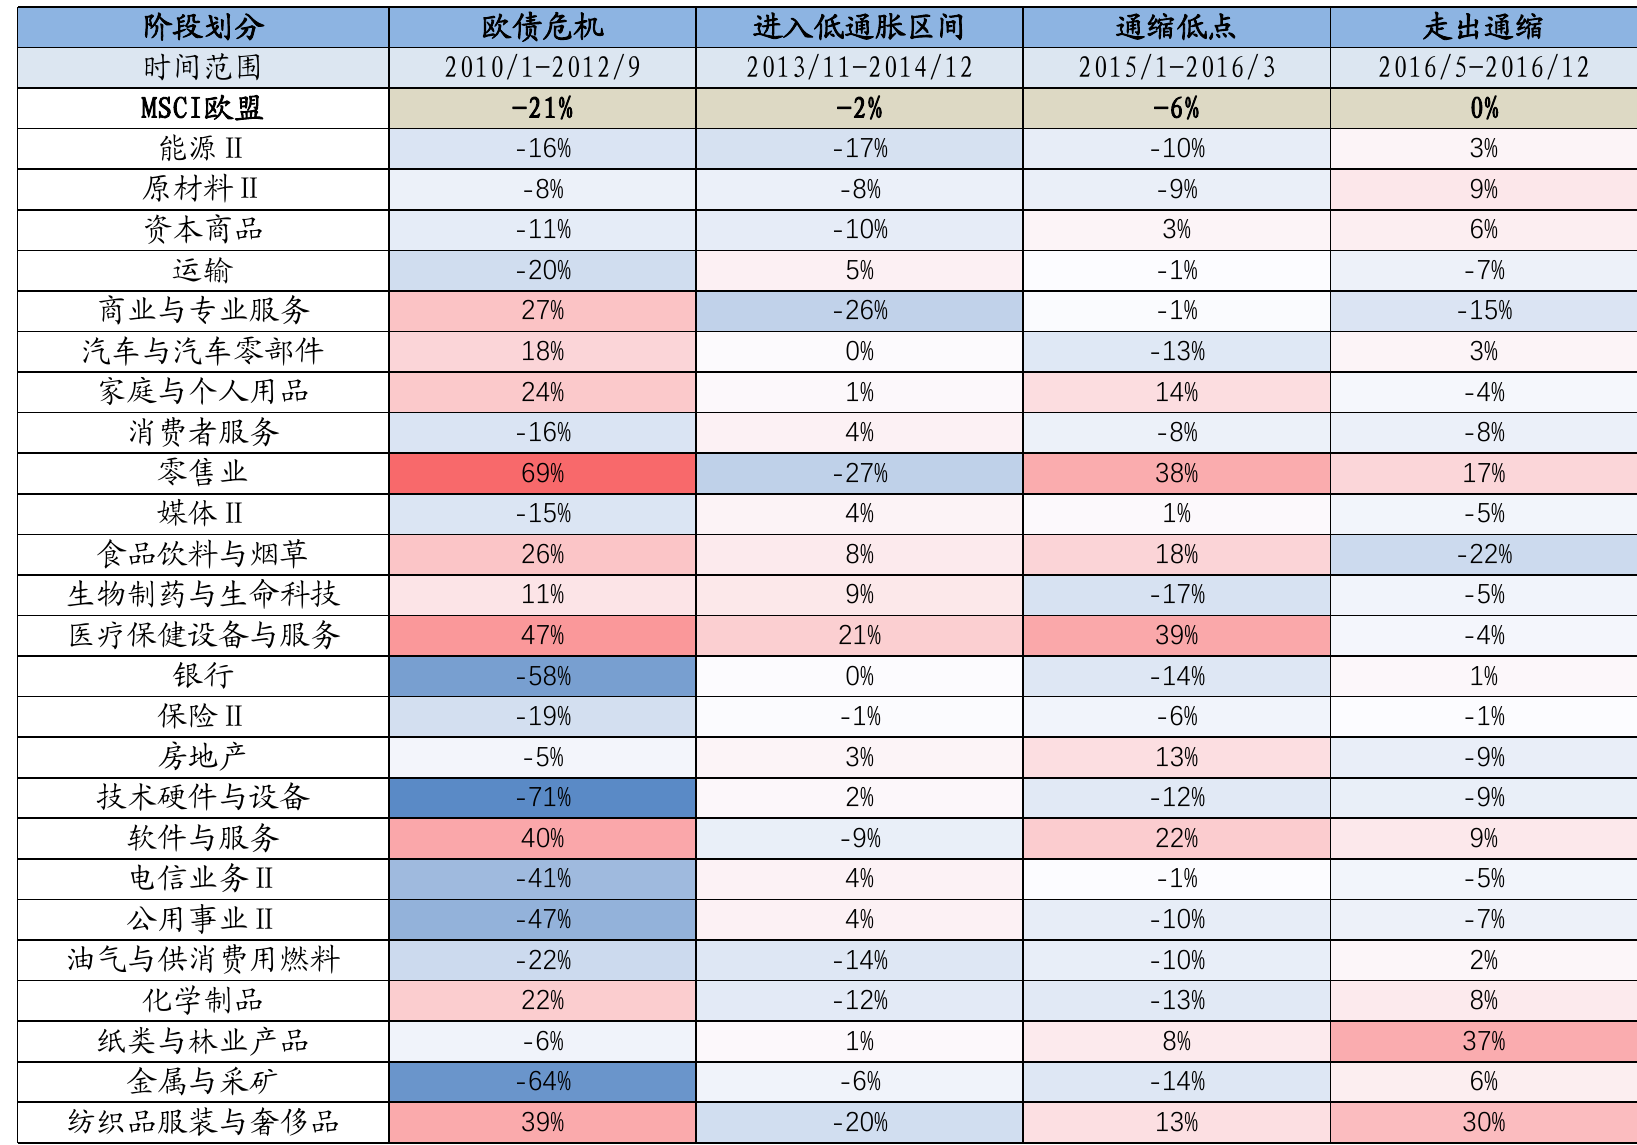 阶段划分 欧债危机 进入低通胀区间 通缩低点 走出通缩
时间范围 2010/1-2012/9 2013/11-2014/12 2015/1-2016/3 2016/5-2016/12
MSCI欧盟 -21% -2% -6% 0%
能源Ⅱ -16% -17% -10% 3%
原材料Ⅱ -8% -8% -9% 9%
资本商品 -11% -10% 3% 6%
运输 -20% 5% -1% -7%
商业与专业服务 27% -26% -1% -15%
汽车与汽车零部件 18% 0% -13% 3%
家庭与个人用品 24% 1% 14% -4%
消费者服务 -16% 4% -8% -8%
零售业 69% -27% 38% 17%
媒体Ⅱ -15% 4% 1% -5%
食品饮料与烟草 26% 8% 18% -22%
生物制药与生命科技 11% 9% -17% -5%
医疗保健设备与服务 47% 21% 39% -4%
银行 -58% 0% -14% 1%
保险Ⅱ -19% -1% -6% -1%
房地产 -5% 3% 13% -9%
技术硬件与设备 -71% 2% -12% -9%
软件与服务 40% -9% 22% 9%
电信业务Ⅱ -41% 4% -1% -5%
公用事业Ⅱ -47% 4% -10% -7%
油气与供消费用燃料 -22% -14% -10% 2%
化学制品 22% -12% -13% 8%
纸类与林业产品 -6% 1% 8% 37%
金属与采矿 -64% -6% -14% 6%
纺织品服装与奢侈品 39% -20% 13% 30%